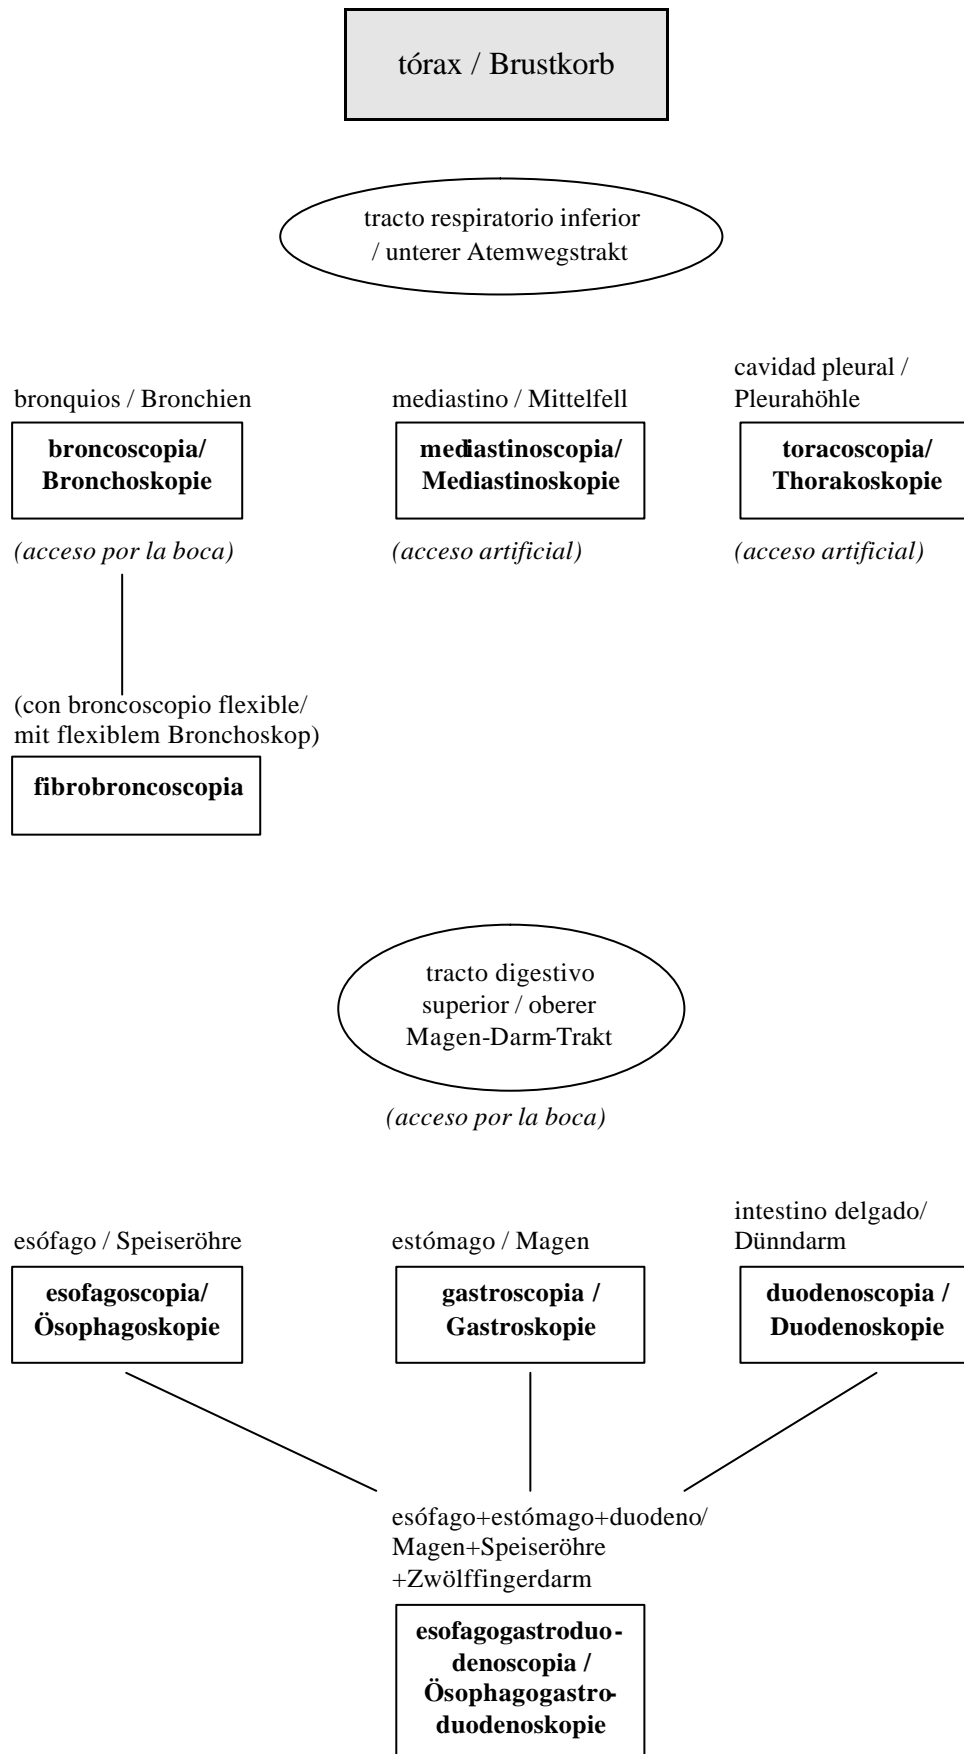 tórax / Brustkorb
tracto respiratorio inferior
/ unterer Atemwegstrakt
bronquios / Bronchien
broncoscopia/
Bronchoskopie
(acceso por la boca)
mediastino / Mittelfell
mediastinoscopia/
Mediastinoskopie
(acceso artificial)
cavidad pleural /
Pleurahöhle
toracoscopia/
Thorakoskopie
(acceso artificial)
(con broncoscopio flexible/
mit flexiblem Bronchoskop)
fibrobroncoscopia
tracto digestivo
superior / oberer
Magen-Darm-Trakt
(acceso por la boca)
esófago / Speiseröhre
esofagoscopia/
Ösophagoskopie
estómago / Magen
gastroscopia /
Gastroskopie
intestino delgado/
Dünndarm
duodenoscopia /
Duodenoskopie
esófago+estómago+duodeno/
Magen+Speiseröhre
+Zwölffingerdarm
esofagogastroduo-
denoscopia /
Ösophagogastro-
duodenoskopie